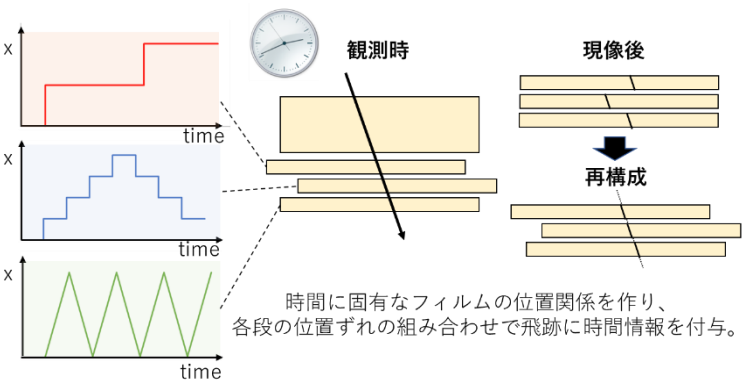 x
time
x
time
x
time
観測時
現像後
再構成
時間に固有なフィルムの位置関係を作り、
各段の位置ずれの組み合わせで飛跡に時間情報を付与。